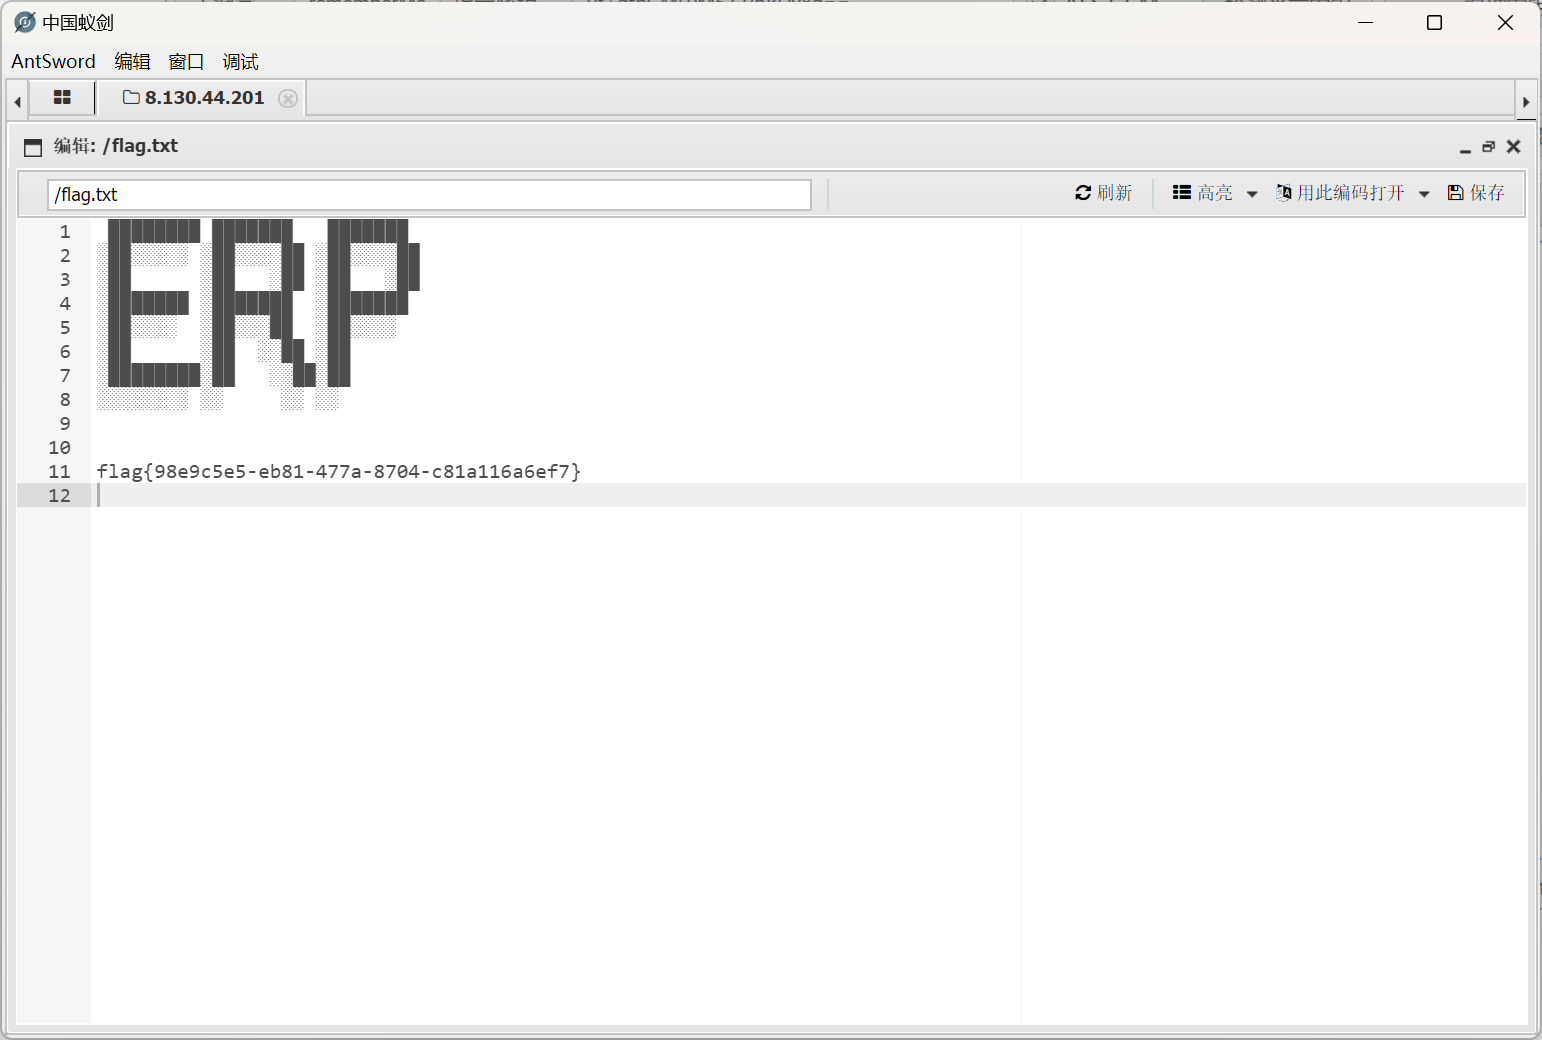 中国蚁剑
AntSword 编辑 窗口 调试
8.130.44.201
编辑: /flag.txt
/flag.txt 刷新 高亮 用此编码打开 保存
1
2
3
4
5
6
7
8
9
10
11 flag{98e9c5e5-eb81-477a-8704-c81a116a6ef7}
12
ERP